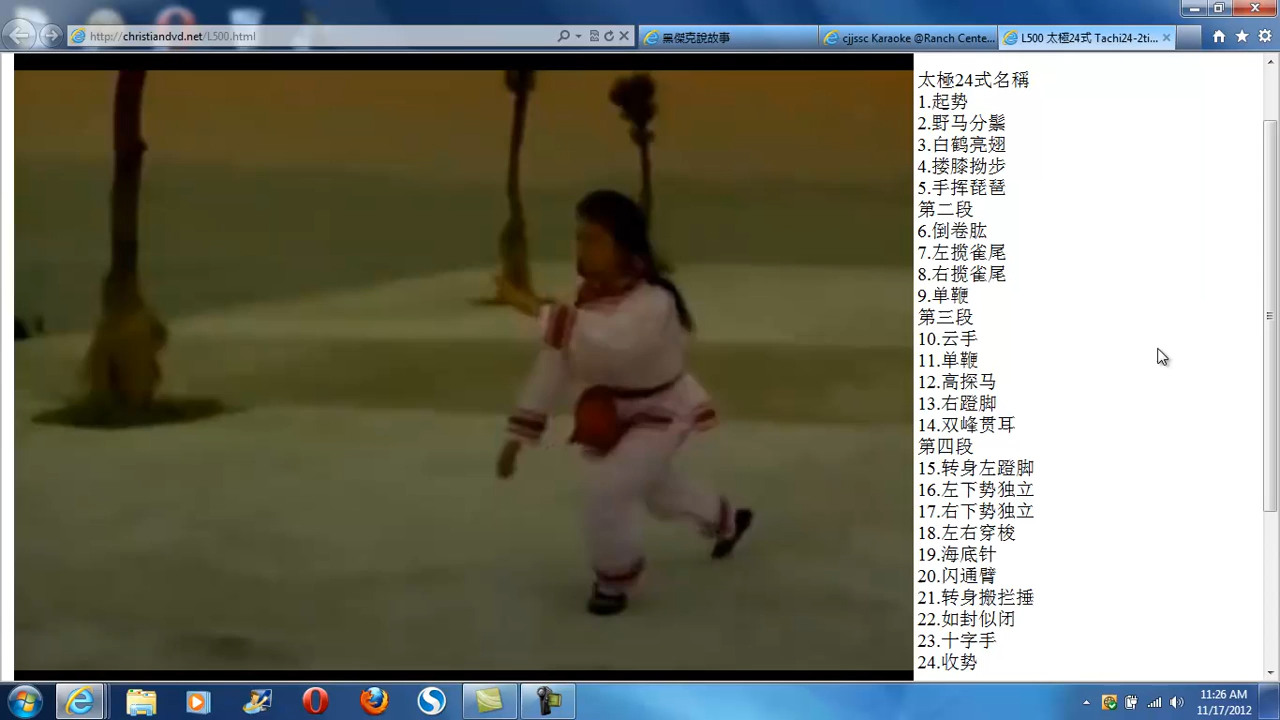 http://christiandvd.net/L500.html
黑傑克說故事
cjjssc Karaoke @Ranch Cente...
L500 太極24式 Tachi24-2ti...
太極24式名稱
1.起势
2.野马分鬃
3.白鹤亮翅
4.搂膝拗步
5.手挥琵琶
第二段
6.倒卷肱
7.左揽雀尾
8.右揽雀尾
9.单鞭
第三段
10.云手
11.单鞭
12.高探马
13.右蹬脚
14.双峰贯耳
第四段
15.转身左蹬脚
16.左下势独立
17.右下势独立
18.左右穿梭
19.海底针
20.闪通臂
21.转身搬拦捶
22.如封似闭
23.十字手
24.收势
11:26 AM
11/17/2012